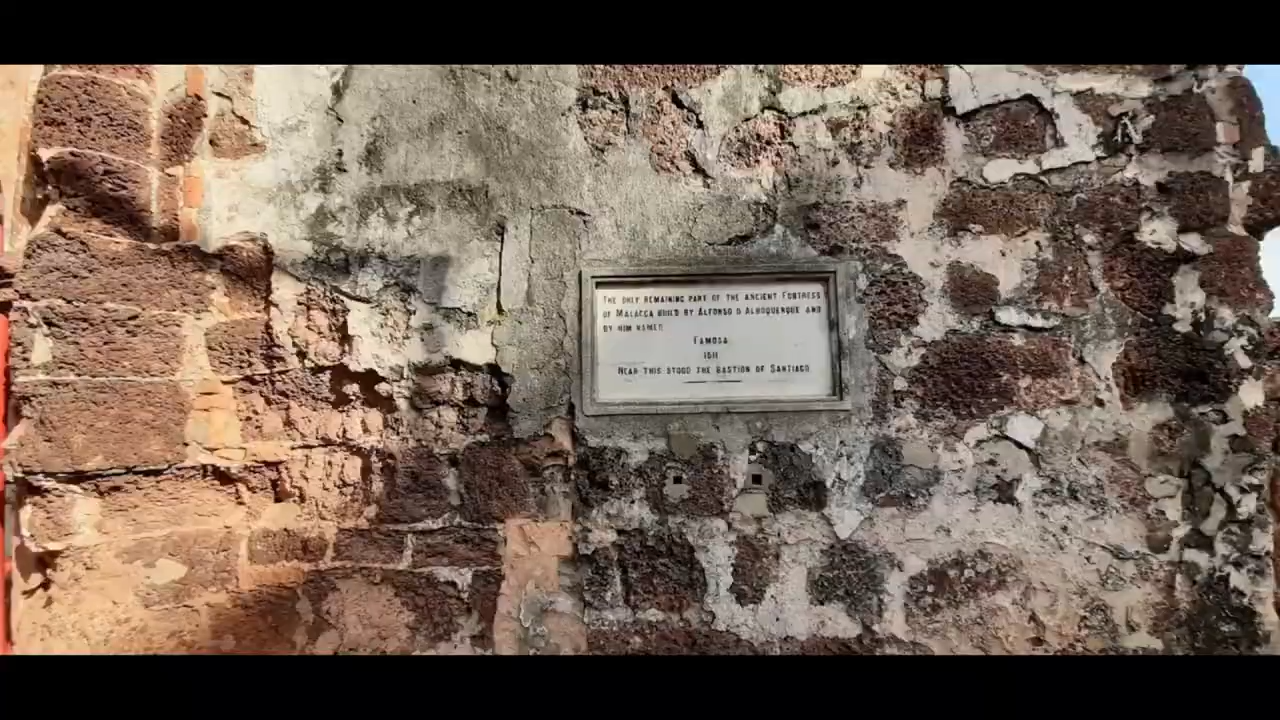 THE ONLY REMAINING PART OF THE ANCIENT FORTRESS
OF MALACCA BUILD BY ALFONSO D ALBUQUENQUE AND
BY HIM NAMED
FAMOSA
1511
NEAR THIS STOOD THE BASTION OF SANTIAGO